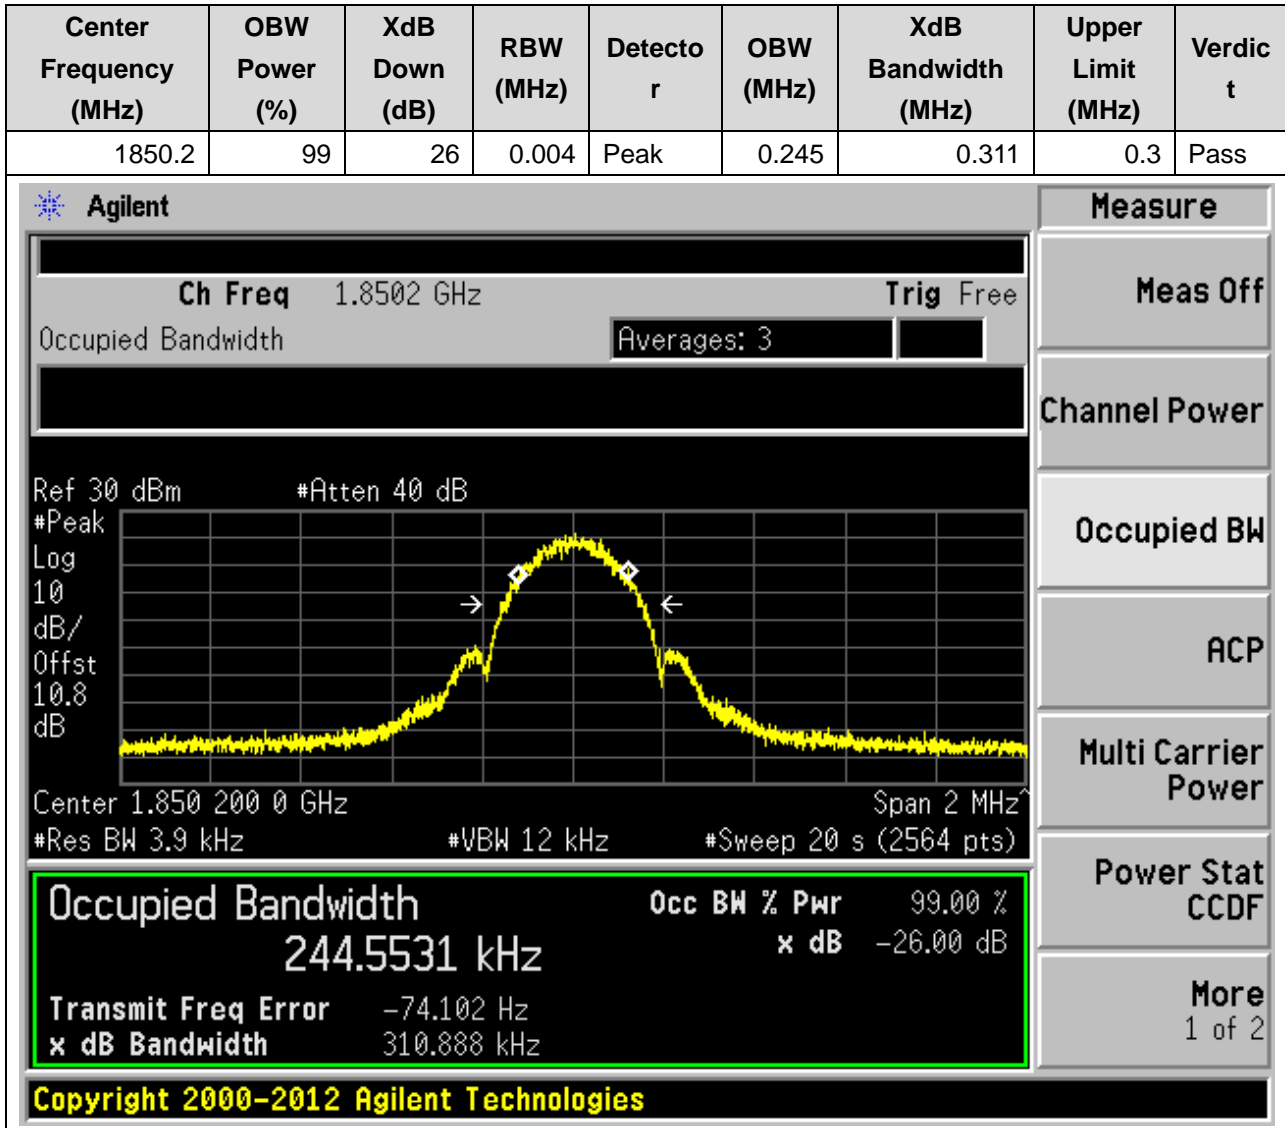 Center Frequency (MHz) OBW Power (%) XdB Down (dB) RBW (MHz) Detecto r OBW (MHz) XdB Bandwidth (MHz) Upper Limit (MHz) Verdic t
1850.2 99 26 0.004 Peak 0.245 0.311 0.3 Pass
Agilent
Measure
Ch Freq 1.8502 GHz Trig Free
Meas Off
Occupied Bandwidth Averages: 3
Channel Power
Ref 30 dBm #Atten 40 dB
#Peak
Log
10
dB/
Offst
10.8
dB
Occupied BW
ACP
Multi Carrier
Power
Center 1.850 200 0 GHz Span 2 MHz^
#Res BW 3.9 kHz #VBW 12 kHz #Sweep 20 s (2564 pts)
Power Stat
CCDF
Occupied Bandwidth Occ BW % Pwr 99.00 %
244.5531 kHz x dB -26.00 dB
Transmit Freq Error -74.102 Hz
x dB Bandwidth 310.888 kHz
More
1 of 2
Copyright 2000-2012 Agilent Technologies